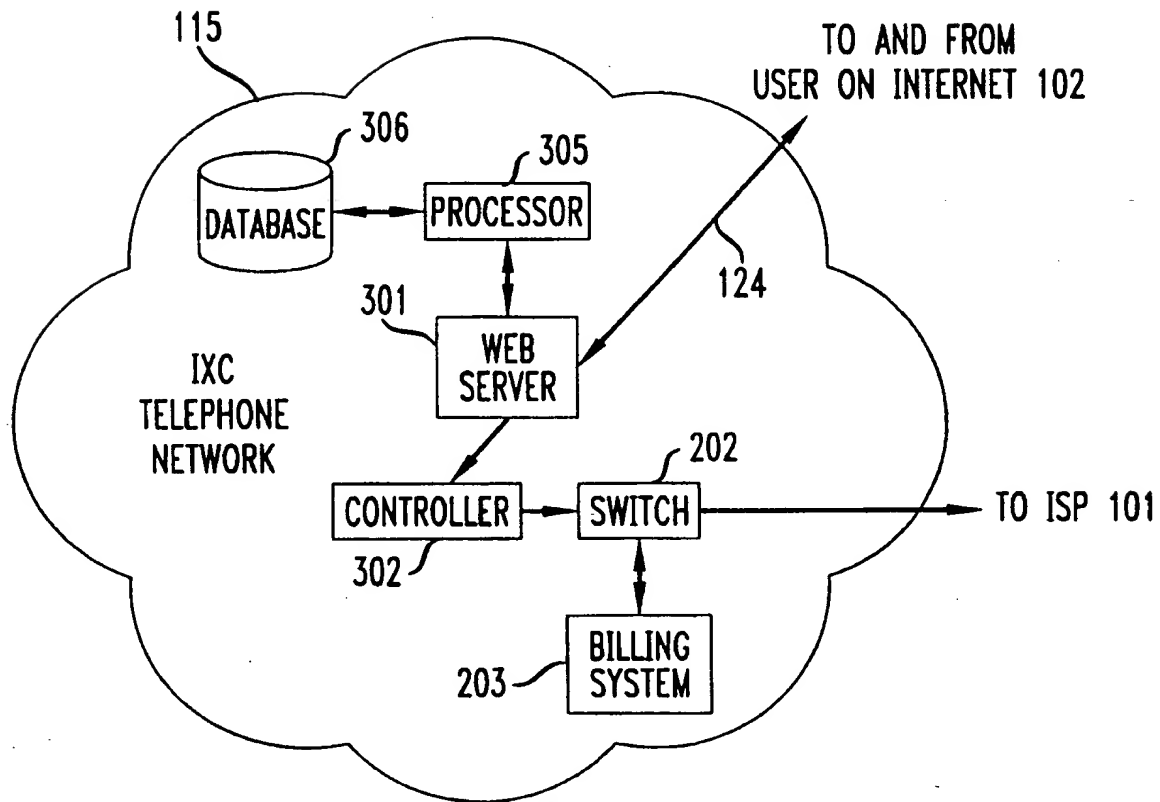 115
TO AND FROM
USER ON INTERNET 102
306
305
DATABASE
PROCESSOR
124
301
WEB
SERVER
IXC
TELEPHONE
NETWORK
202
CONTROLLER
SWITCH
TO ISP 101
302
BILLING
SYSTEM
203